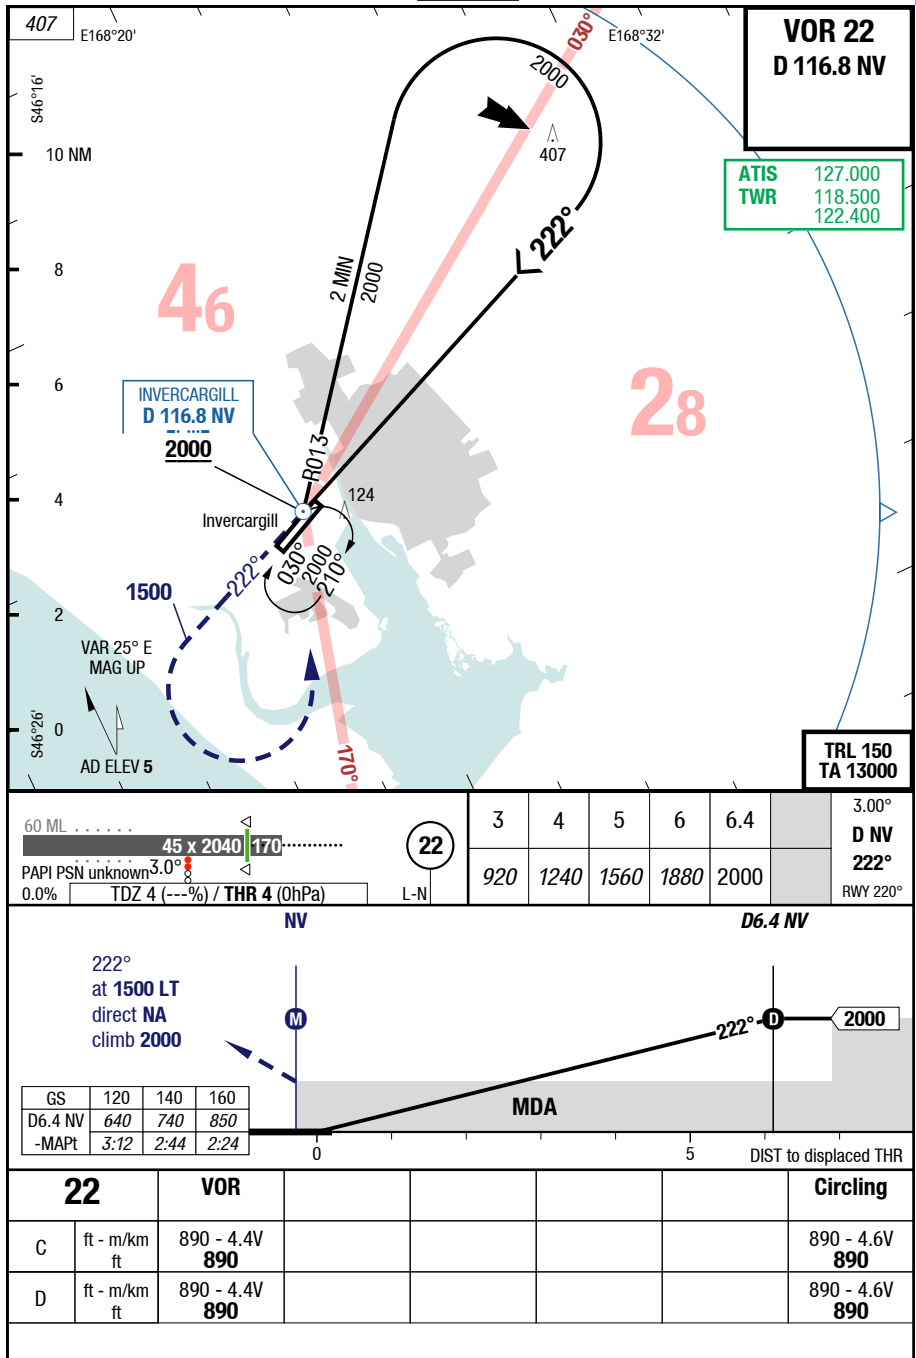 407
E168°20'
E168°32'
VOR 22
D 116.8 NV
ATIS 127.000
TWR 118.500
122.400
S46°16'
10 NM
8
6
4
2
0
S46°26'
030°
2000
407
222°
2 MIN
2000
46
28
INVERCARGILL
D 116.8 NV
2000
R013
124
Invercargill
222°
030°
2000
210°
1500
VAR 25° E
MAG UP
AD ELEV 5
170°
TRL 150
TA 13000
60 ML
45 x 2040 170
PAPI PSN unknown 3.0°
0.0% TDZ 4 (---%) / THR 4 (0hPa)
22
L-N
3 4 5 6 6.4
920 1240 1560 1880 2000
3.00°
D NV
222°
RWY 220°
NV
D6.4 NV
222°
at 1500 LT
direct NA
climb 2000
M
222°
D
2000
MDA
GS 120 140 160
D6.4 NV 640 740 850
-MAPt 3:12 2:44 2:24
0 5 DIST to displaced THR
22 VOR Circling
C ft - m/km 890 - 4.4V 890 - 4.6V
ft 890 890
D ft - m/km 890 - 4.4V 890 - 4.6V
ft 890 890